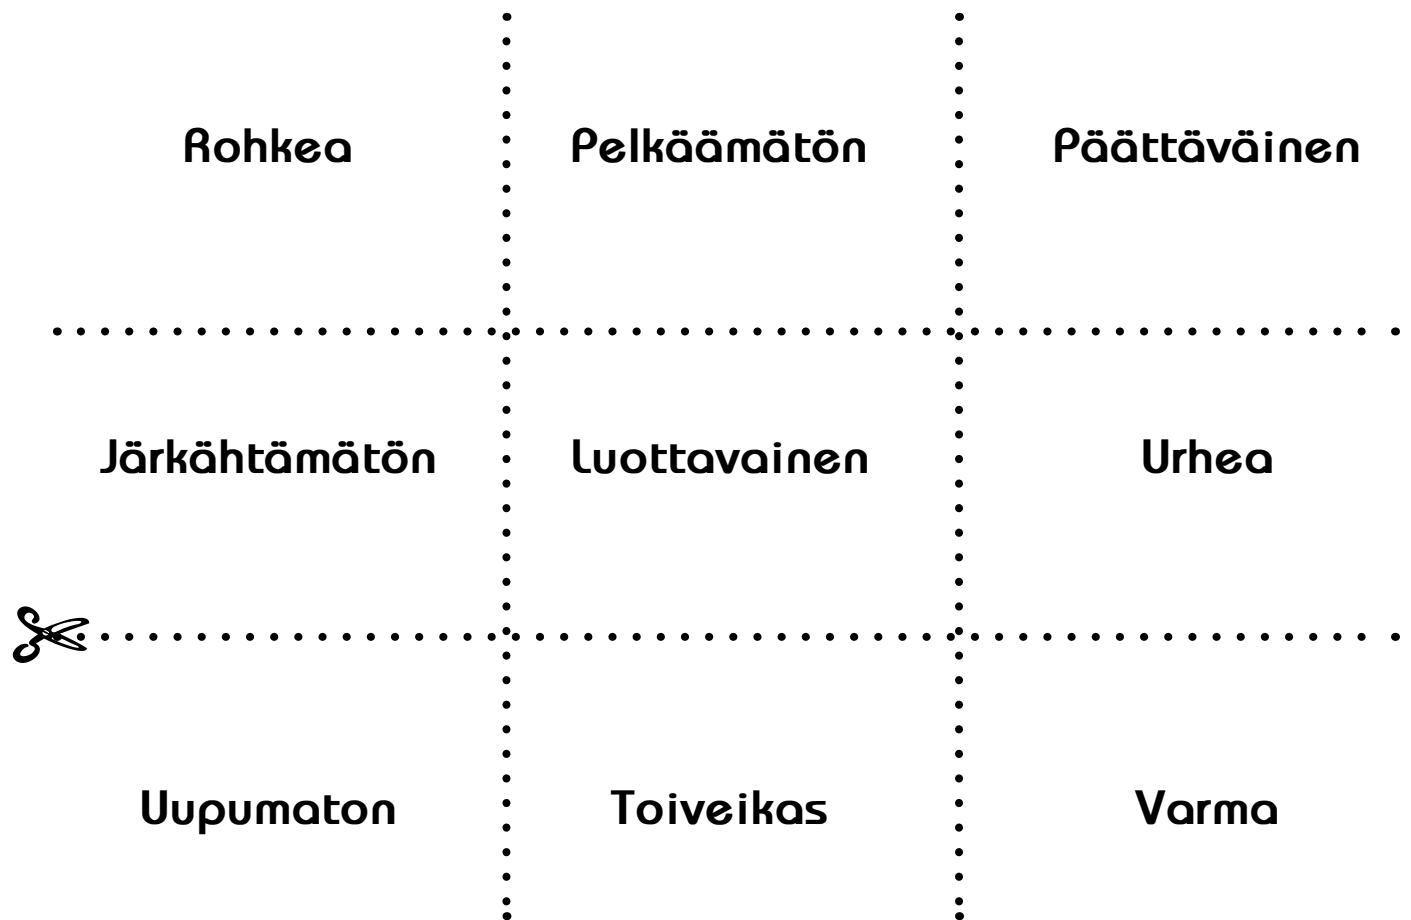 Rohkea
Pelkäämätön
Päättäväinen
Järkähtämätön
Luottavainen
Urhea
Uupumaton
Toiveikas
Varma